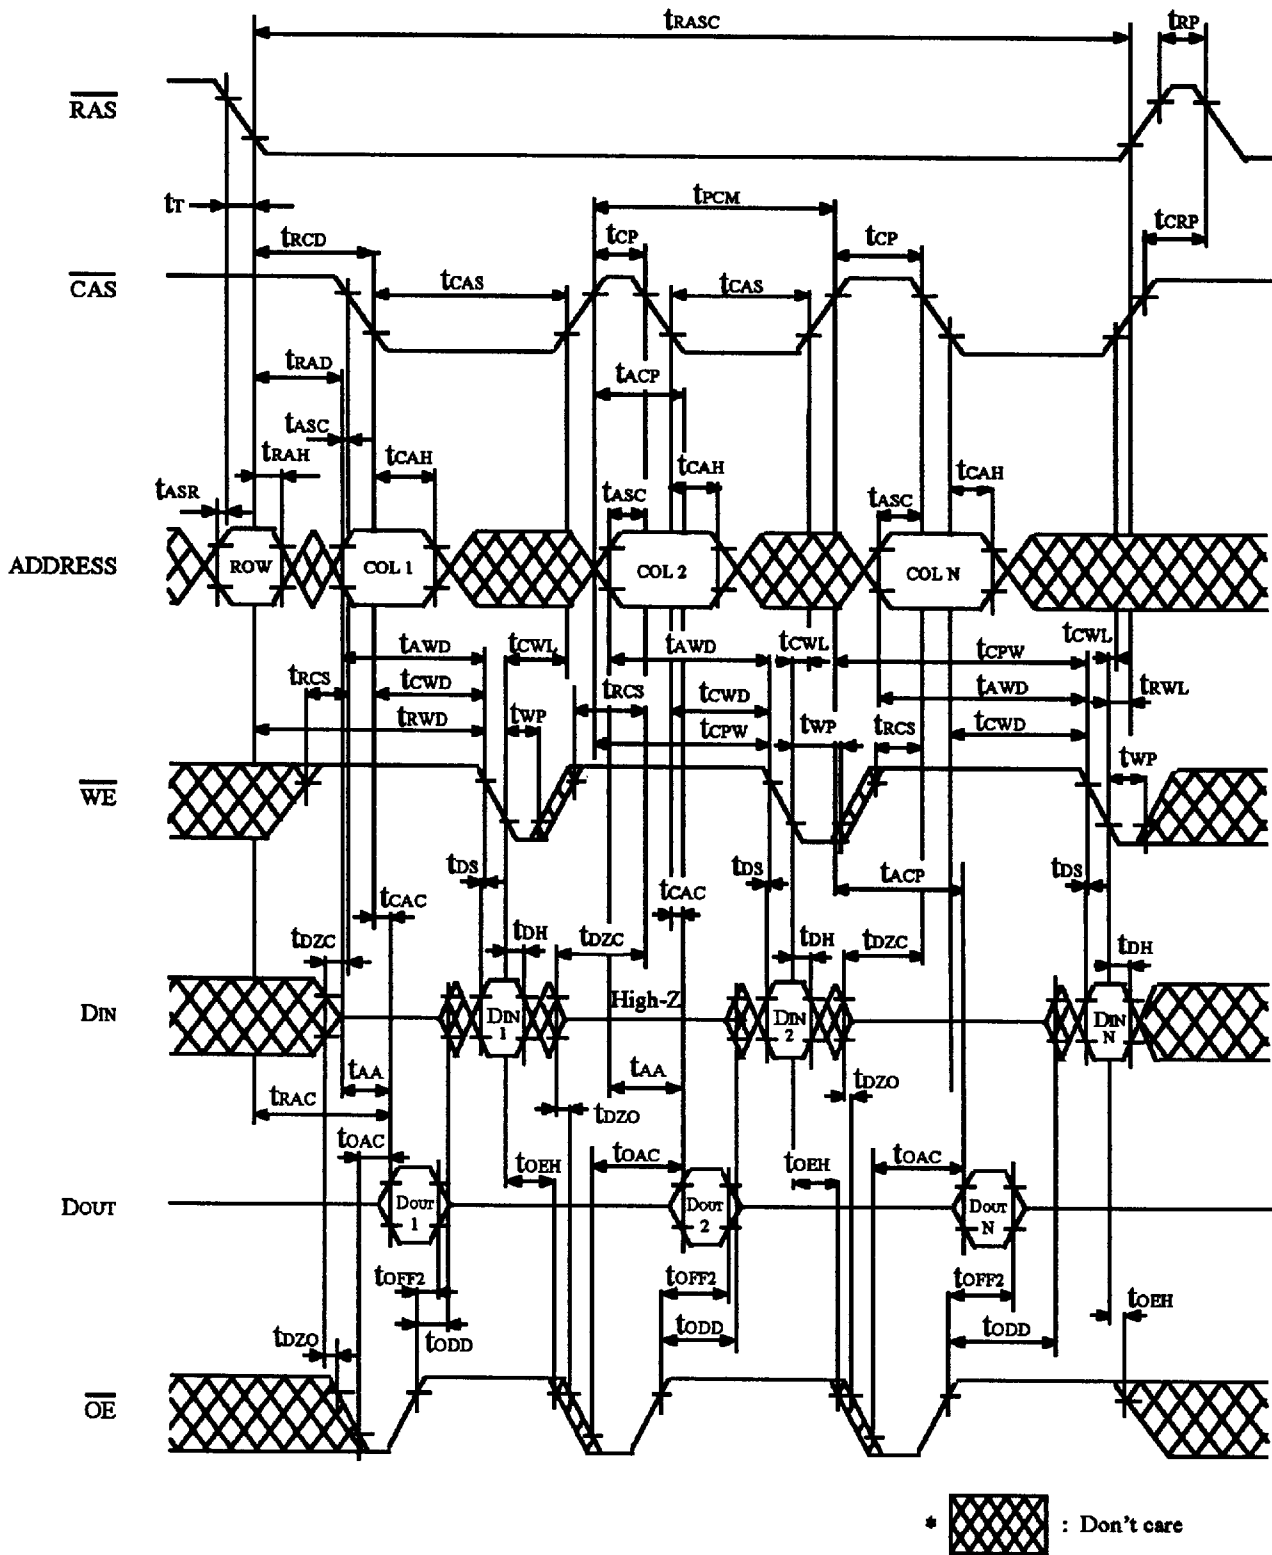 tRASC
tRP
RAS
tT
tPCM
tRCD
tCP
tCP
tCRP
CAS
tCAS
tCAS
tRAD
tACP
tASC
tRAH
tCAH
tCAH
tCAH
tASR
tASC
tASC
ADDRESS
ROW
COL 1
COL 2
COL N
tAWD
tCWL
tAWD
tCWL
tCPW
tCWL
tRCS
tCWD
tRCS
tCWD
tAWD
tRWL
tRWD
tWP
tCPW
tWP
tRCS
tCWD
tWP
WE
tDS
tDS
tACP
tDS
tCAC
tCAC
tDZC
tDH
tDZC
tDH
tDZC
tDH
High-Z
DIN
DIN 1
DIN 2
DIN N
tAA
tAA
tDZO
tRAC
tDZO
tOAC
tOEH
tOAC
tOEH
tOAC
DOUT
DOUT 1
DOUT 2
DOUT N
tOFF2
tOFF2
tOFF2
tOEH
tDZO
tODD
tODD
tODD
OE
* : Don't care